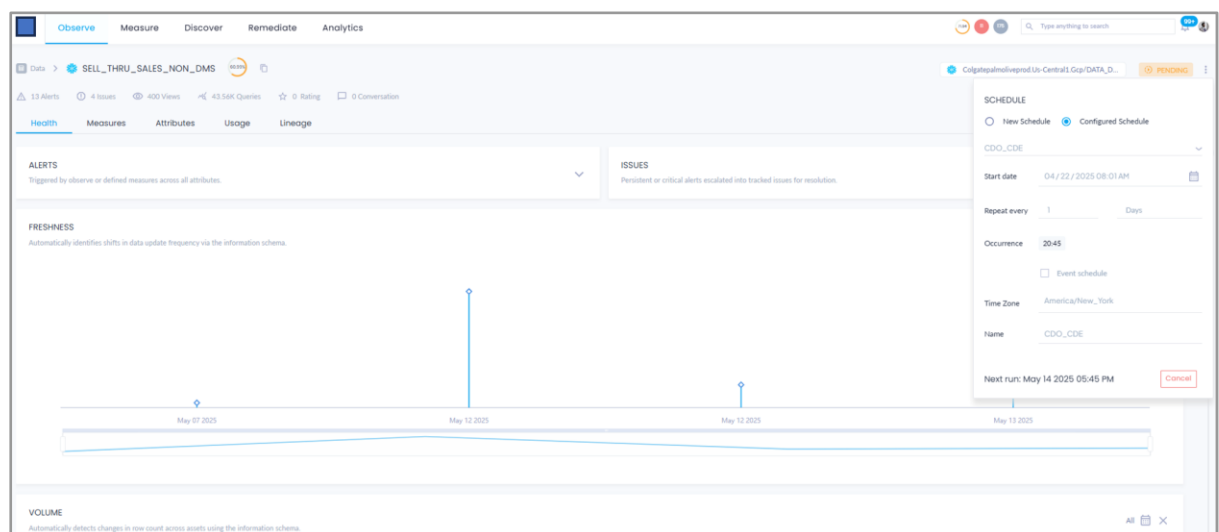 Observe Measure Discover Remediate Analytics
Type anything to search
99+
Data > SELL_THRU_SALES_NON_DMS
Colgatepalmoliveprod.Us-Central1.Gcp/DATA_D...
PENDING
13 Alerts 4 Issues 400 Views 43.56K Queries 0 Rating 0 Conversation
Health Measures Attributes Usage Lineage
SCHEDULE
New Schedule Configured Schedule
CDO_CDE
Start date 04/22/2025 08:01 AM
Repeat every 1 Days
Occurrence 20:45
Event schedule
Time Zone America/New_York
Name CDO_CDE
Next run: May 14 2025 05:45 PM Cancel
ALERTS
Triggered by observe or defined measures across all attributes.
ISSUES
Persistent or critical alerts escalated into tracked issues for resolution.
FRESHNESS
Automatically identifies shifts in data update frequency via the information schema.
May 07 2025 May 12 2025 May 12 2025 May 13 2025
VOLUME
Automatically detects changes in row count across assets using the information schema.
All